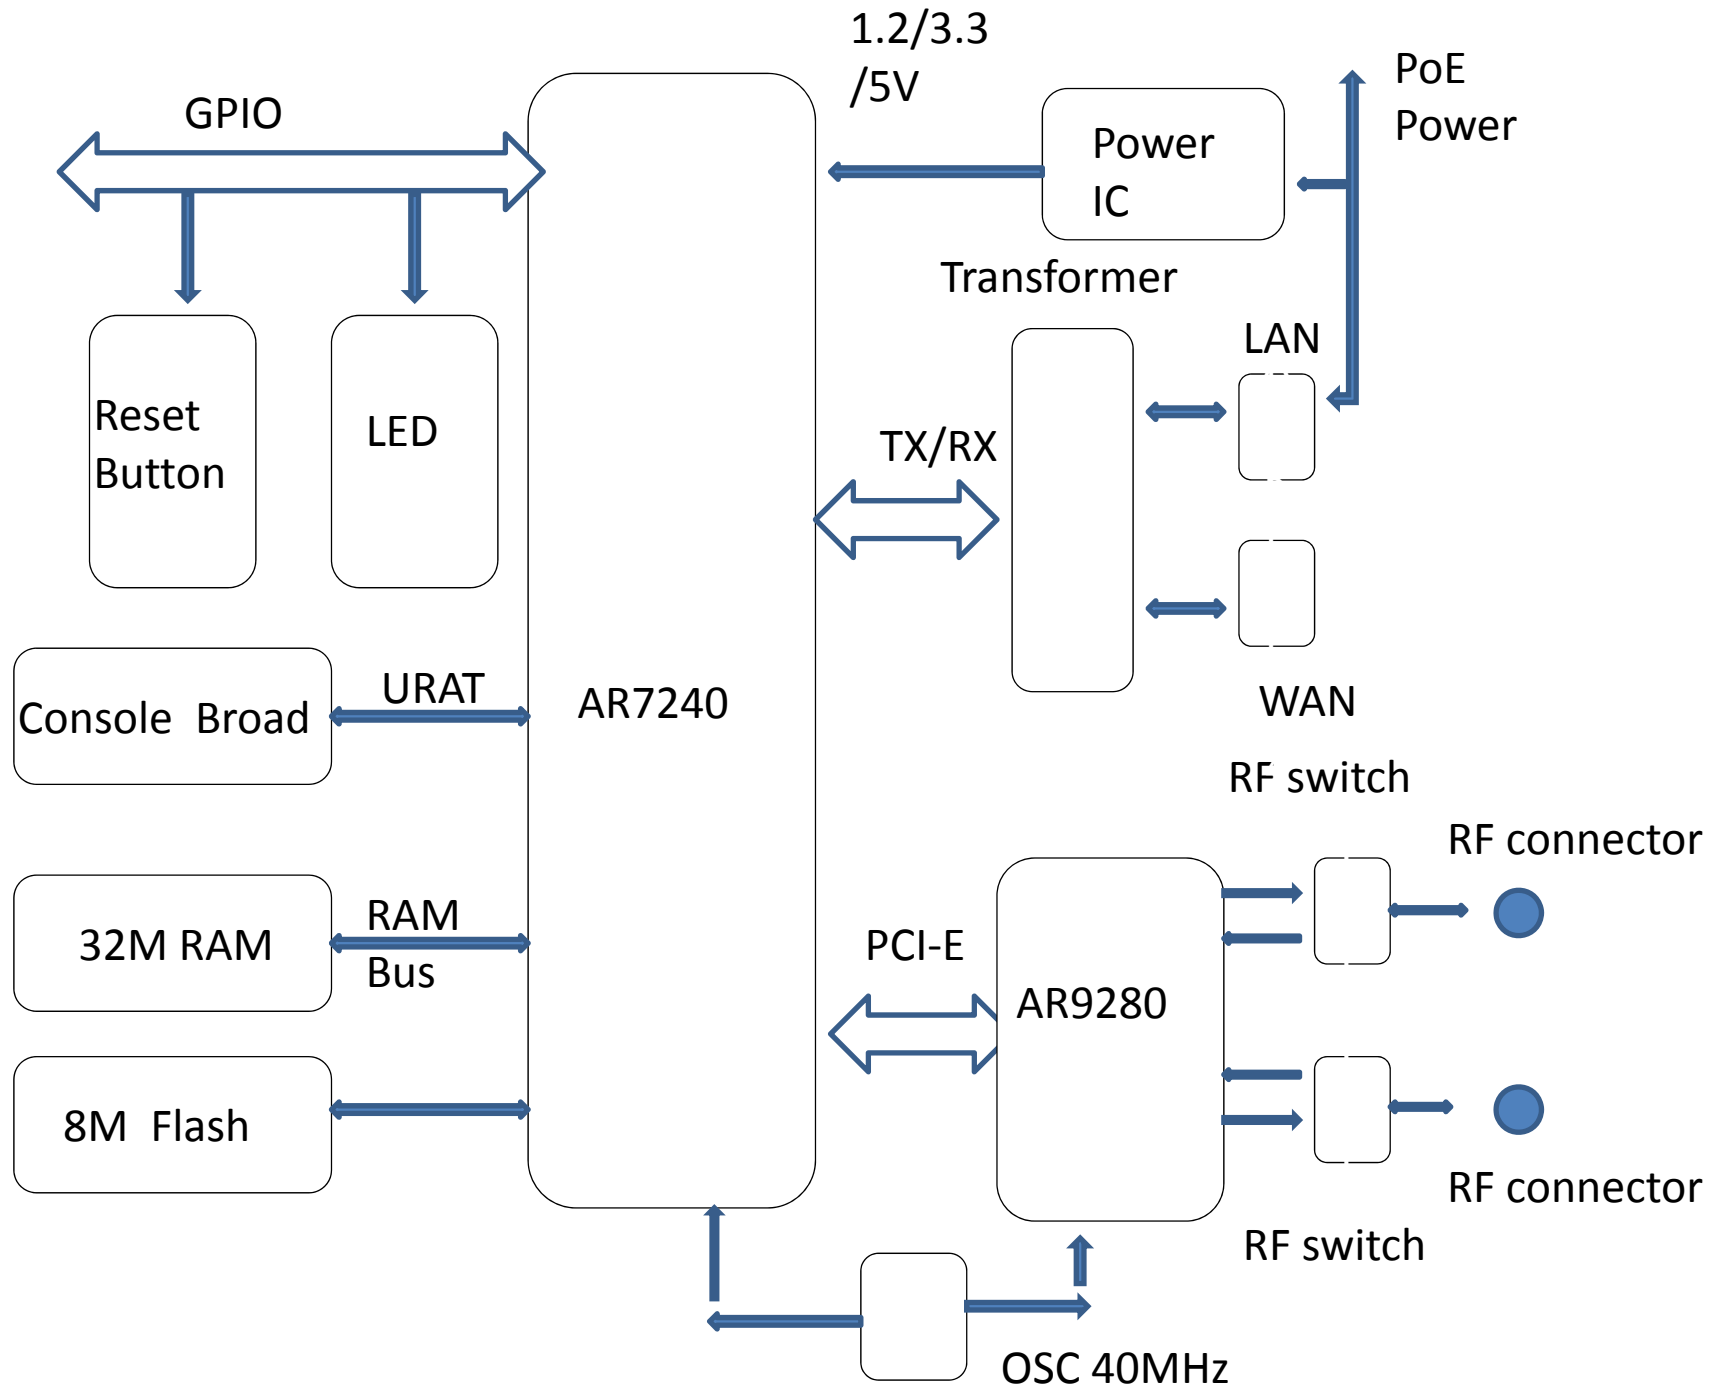 1.2/3.3
/5V
PoE
Power
GPIO
Power
IC
Transformer
LAN
Reset
Button
LED
TX/RX
URAT
Console  Broad
AR7240
WAN
RF switch
RF connector
32M RAM
RAM
Bus
PCI-E
AR9280
8M  Flash
RF connector
RF switch
OSC 40MHz